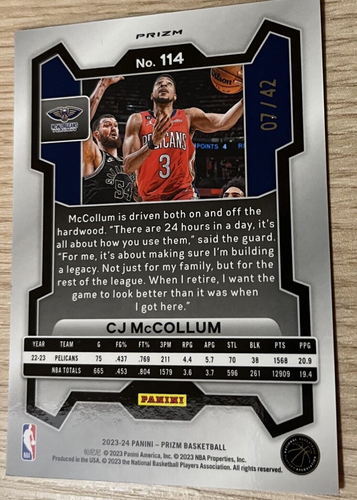 PRIZM
No. 114
NEW ORLEANS
PELICANS
3
POINTS 4
07/42
McCollum is driven both on and off the
hardwood. "There are 24 hours in a day, it's
all about how you use them," said the guard.
"For me, it's about making sure I'm building
a legacy. Not just for my family, but for the
rest of the league. When I retire, I want the
game to look better than it was when
I got here."
CJ McCOLLUM
YEAR TEAM G FG% FT% 3PM RPG APG STL BLK PTS PPG
22-23 PELICANS 75 .437 .769 211 4.4 5.7 70 38 1568 20.9
NBA TOTALS 665 .453 .804 1579 3.6 3.7 596 261 12909 19.4
PANINI
2023-24 PANINI – PRIZM BASKETBALL
© 2023 Panini America, Inc. © 2023 NBA Properties, Inc.
Produced in the USA. © 2023 the National Basketball Players Association. All rights reserved.